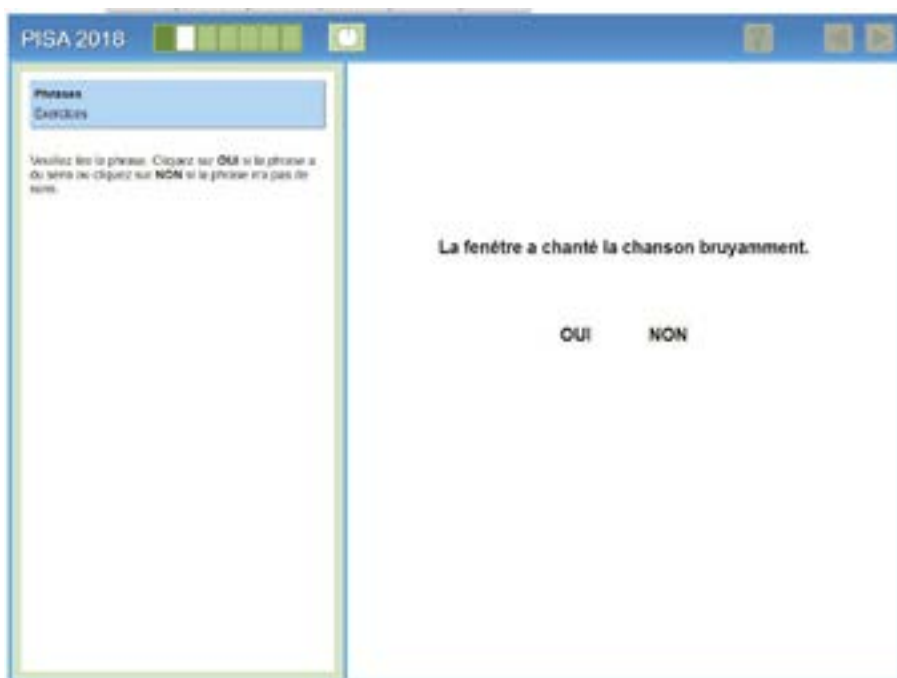 PISA 2018
Phrases
Exercices
Veuillez lire la phrase. Cliquez sur OUI si la phrase a
du sens ou cliquez sur NON si la phrase n'a pas de
sens.
La fenêtre a chanté la chanson bruyamment.
OUI NON